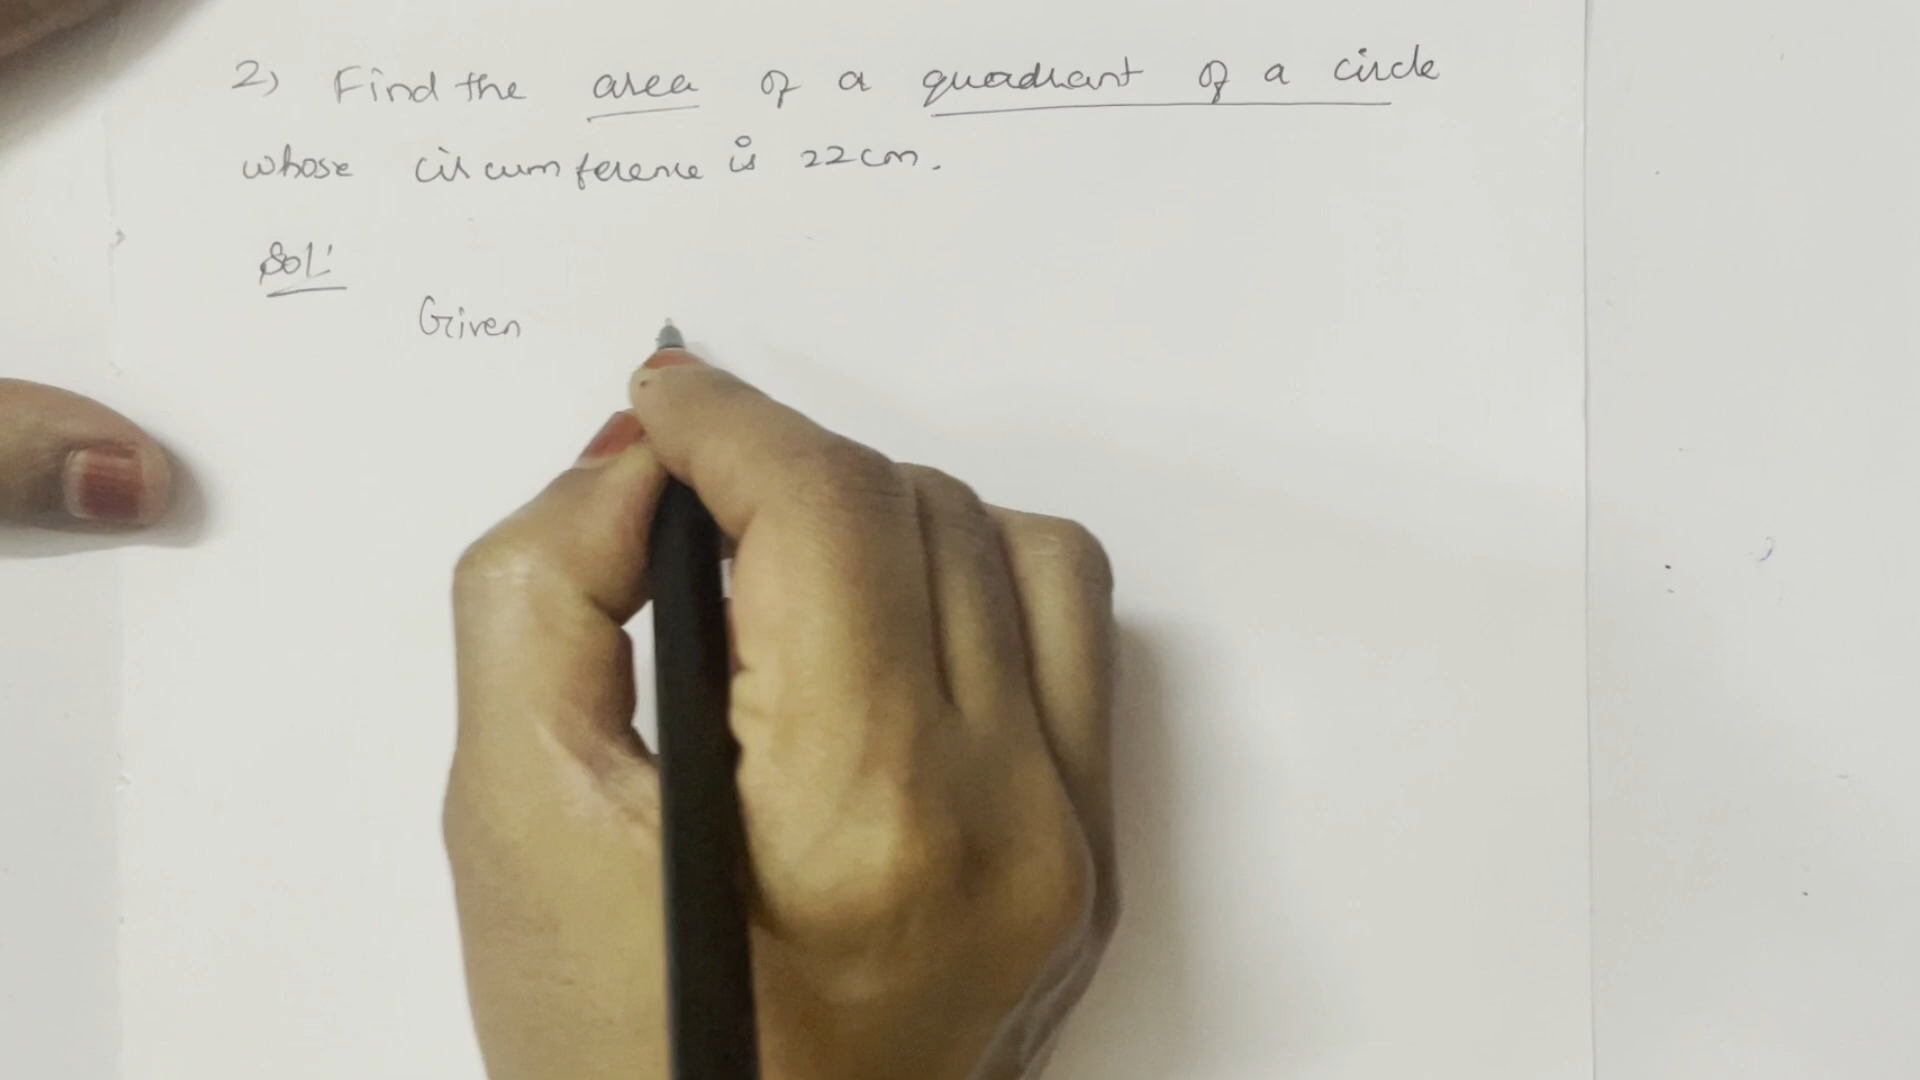 2) Find the area of a quadrant of a circle
whose circumference is 22cm.
Sol:
Given